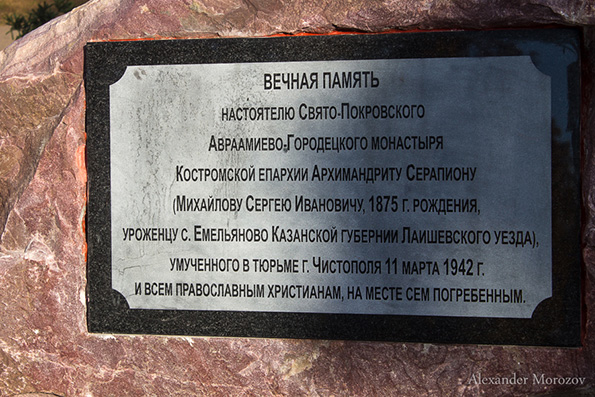 ВЕЧНАЯ ПАМЯТЬ
НАСТОЯТЕЛЮ СВЯТО-ПОКРОВСКОГО
АВРААМИЕВО-ГОРОДЕЦКОГО МОНАСТЫРЯ
КОСТРОМСКОЙ ЕПАРХИИ АРХИМАНДРИТУ СЕРАПИОНУ
(МИХАЙЛОВУ СЕРГЕЮ ИВАНОВИЧУ, 1875 Г. РОЖДЕНИЯ,
УРОЖЕНЦУ С. ЕМЕЛЬЯНОВО КАЗАНСКОЙ ГУБЕРНИИ ЛАИШЕВСКОГО УЕЗДА),
УМУЧЕННОГО В ТЮРЬМЕ Г. ЧИСТОПОЛЯ 11 МАРТА 1942 Г.
И ВСЕМ ПРАВОСЛАВНЫМ ХРИСТИАНАМ, НА МЕСТЕ СЕМ ПОГРЕБЕННЫМ.
Alexander Morozov